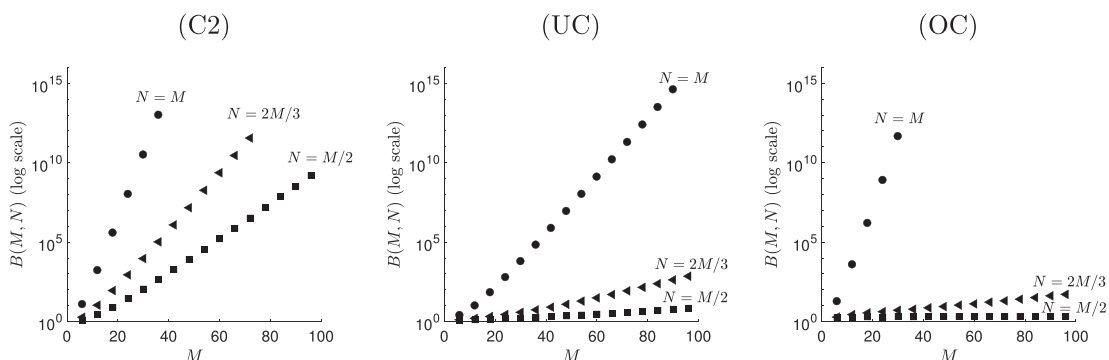 (C2)
B(M, N) (log scale)
10^15
10^10
10^5
10^0
N = M
N = 2M/3
N = M/2
0 20 40 60 80 100
M
(UC)
B(M, N) (log scale)
10^15
10^10
10^5
10^0
N = M
N = 2M/3
N = M/2
0 20 40 60 80 100
M
(OC)
B(M, N) (log scale)
10^15
10^10
10^5
10^0
N = M
N = 2M/3
N = M/2
0 20 40 60 80 100
M